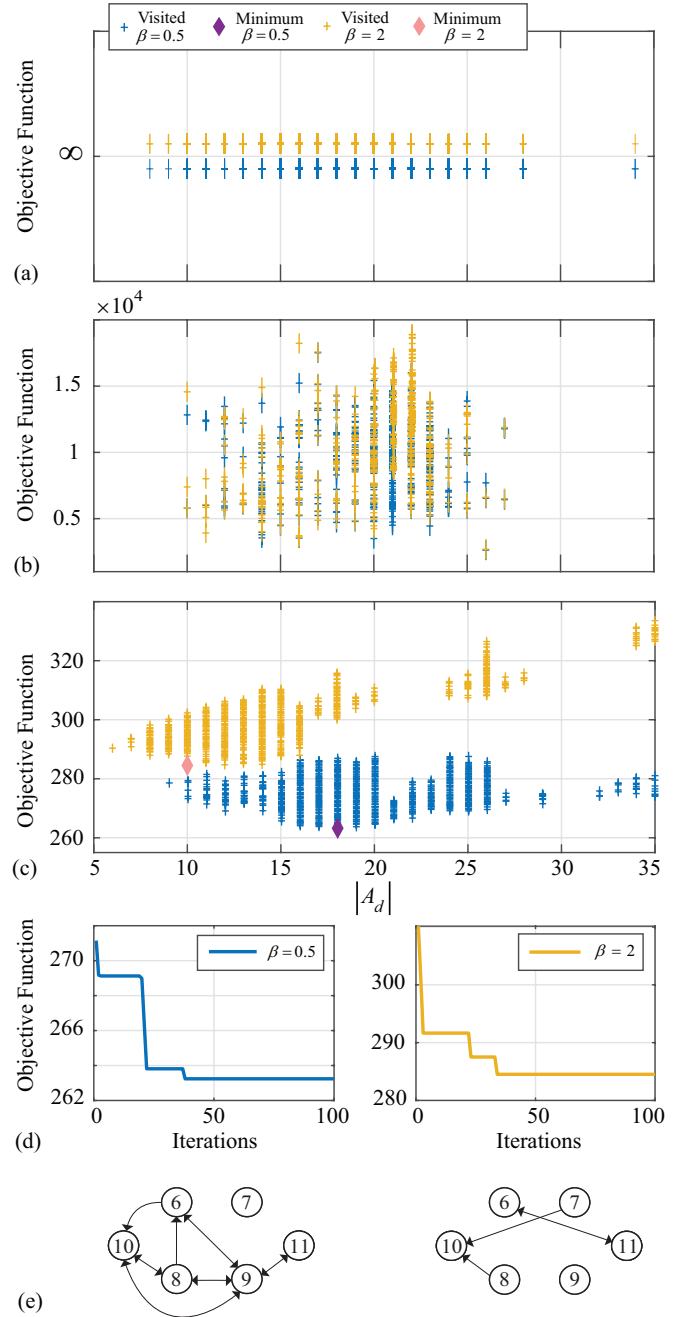 Visited β = 0.5 Minimum β = 0.5 Visited β = 2 Minimum β = 2
Objective Function
∞
(a)
×10⁴
Objective Function
1.5
1
0.5
(b)
Objective Function
320
300
280
260
(c)
5 10 15 20 25 30 35
|A_d|
Objective Function
270
266
262
β = 0.5
0 50 100
Iterations
300
290
280
β = 2
0 50 100
Iterations
(d)
6 7
10 11
8 9
6 7
10 11
8 9
(e)